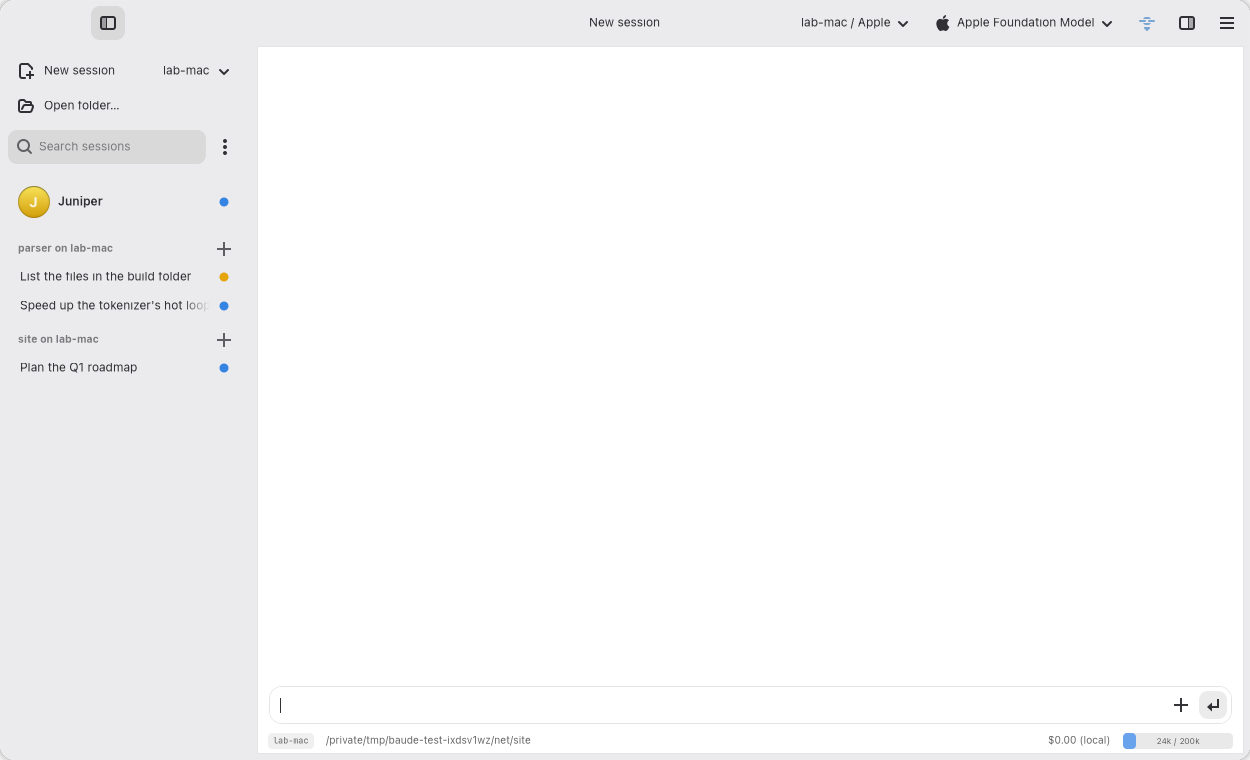 New session
lab-mac / Apple
Apple Foundation Model
New session
lab-mac
Open folder...
Search sessions
J
Juniper
parser on lab-mac
List the files in the build folder
Speed up the tokenizer's hot loop
site on lab-mac
Plan the Q1 roadmap
lab-mac
/private/tmp/baude-test-ixdsv1wz/net/site
$0.00 (local)
24k / 200k